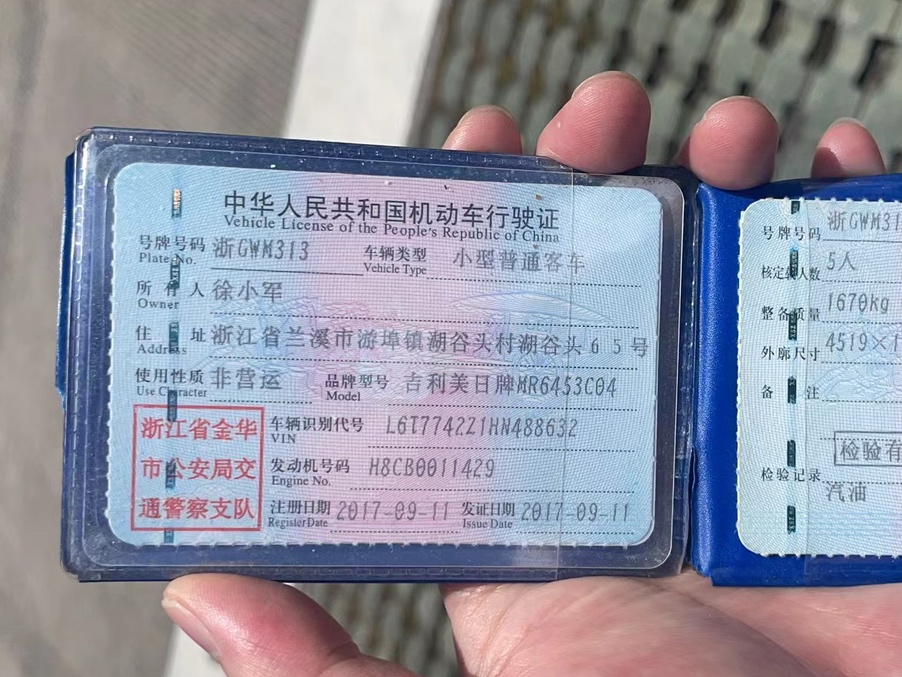 中华人民共和国机动车行驶证
Vehicle License of the People's Republic of China
号牌号码 浙GWM313 车辆类型 小型普通客车
Plate No. Vehicle Type
所有人 徐小军
Owner
住址 浙江省兰溪市游埠镇湖谷头村湖谷头65号
Address
使用性质 非营运 品牌型号 吉利美日牌MR6453C04
Use Character Model
浙江省金华
市公安局交
通警察支队
车辆识别代号 L6T7742Z1HN488632
VIN
发动机号码 H8CB0011429
Engine No.
注册日期 2017-09-11 发证日期 2017-09-11
Register Date Issue Date
号牌号码 浙GWM31
核定载人数 5人
整备质量 1670kg
外廓尺寸 4519×1
备注
检验有
检验记录
汽油